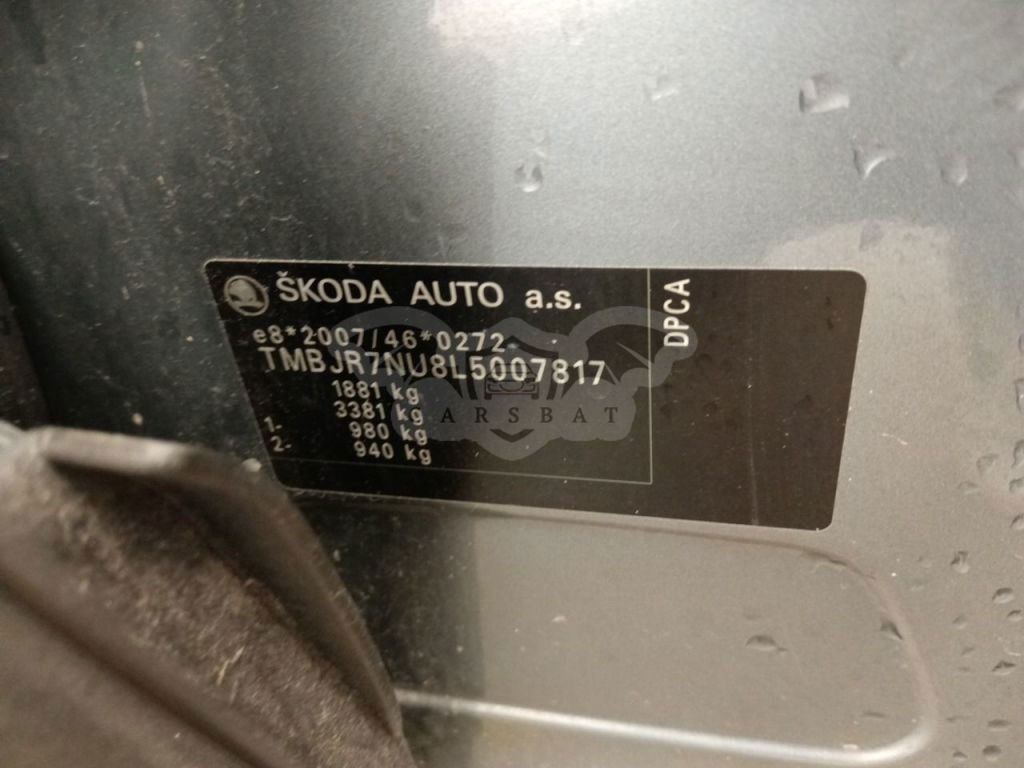 ŠKODA AUTO a.s.
e8*2007/46*0272
TMBJR7NU8L5007817
1881 kg
3381 kg
1- 980 kg
2- 940 kg
DPCA
ARSBAT